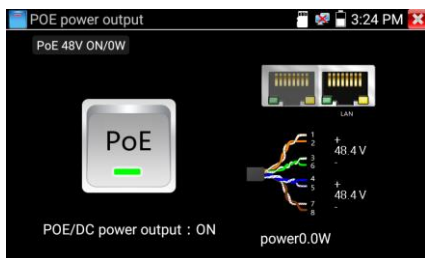 POE power output
3:24 PM
PoE 48V ON/0W
PoE
LAN
1
2
+
48.4 V
3
6
-
4
5
+
48.4 V
7
8
-
POE/DC power output : ON
power0.0W